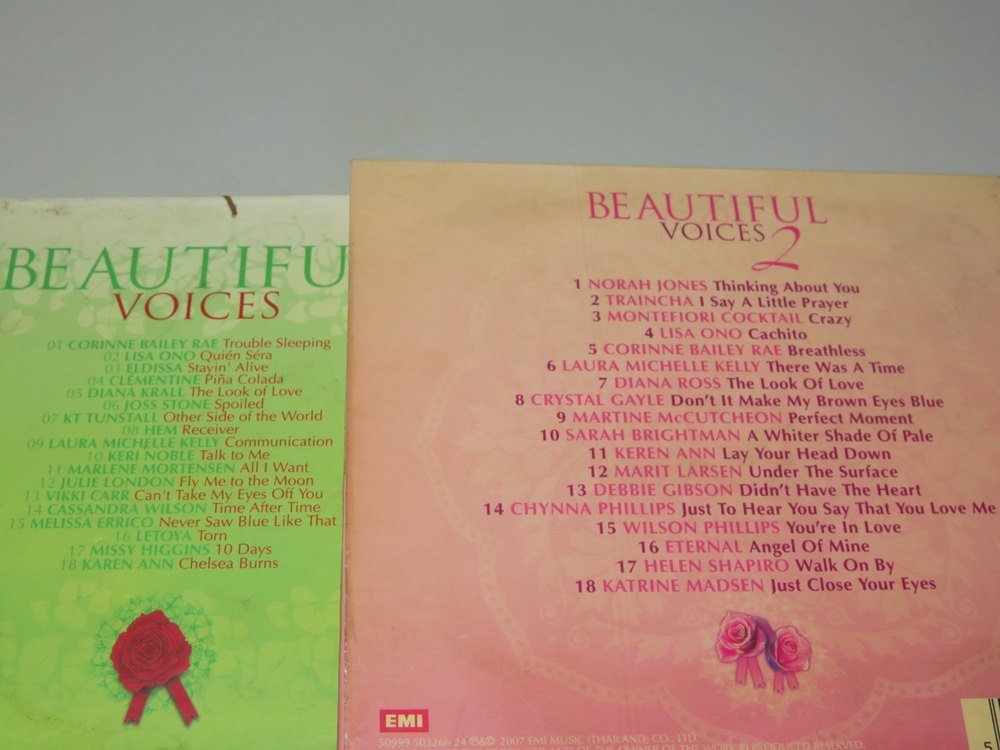 BEAUTIFU
VOICES
01 CORINNE BAILEY RAE Trouble Sleeping
02 LISA ONO Quién Séra
03 ELDISSA Stayin' Alive
04 CLEMENTINE Piña Colada
05 DIANA KRALL The Look of Love
06 JOSS STONE Spoiled
07 KT TUNSTALL Other Side of the World
08 HEM Receiver
09 LAURA MICHELLE KELLY Communication
10 KERI NOBLE Talk to Me
11 MARLENE MORTENSEN All I Want
12 JULIE LONDON Fly Me to the Moon
13 VIKKI CARR Can't Take My Eyes Off You
14 CASSANDRA WILSON Time After Time
15 MELISSA ERRICO Never Saw Blue Like That
16 LETOYA Torn
17 MISSY HIGGINS 10 Days
18 KAREN ANN Chelsea Burns
BEAUTIFUL
VOICES 2
1 NORAH JONES Thinking About You
2 TRAINCHA I Say A Little Prayer
3 MONTEFIORI COCKTAIL Crazy
4 LISA ONO Cachito
5 CORINNE BAILEY RAE Breathless
6 LAURA MICHELLE KELLY There Was A Time
7 DIANA ROSS The Look Of Love
8 CRYSTAL GAYLE Don't It Make My Brown Eyes Blue
9 MARTINE McCUTCHEON Perfect Moment
10 SARAH BRIGHTMAN A Whiter Shade Of Pale
11 KEREN ANN Lay Your Head Down
12 MARIT LARSEN Under The Surface
13 DEBBIE GIBSON Didn't Have The Heart
14 CHYNNA PHILLIPS Just To Hear You Say That You Love Me
15 WILSON PHILLIPS You're In Love
16 ETERNAL Angel Of Mine
17 HELEN SHAPIRO Walk On By
18 KATRINE MADSEN Just Close Your Eyes
EMI
50999 503266 24 ℗&© 2007 EMI MUSIC (THAILAND) CO., LTD.
OF THE OWNER OF THE WORK REPRODUCED RESERVED.